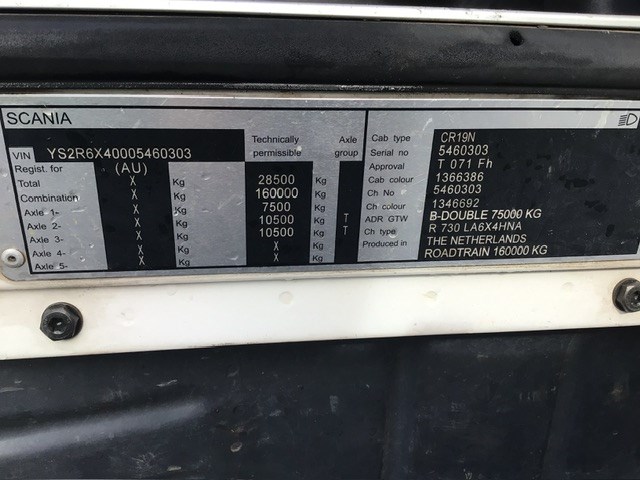 SCANIA
VIN YS2R6X40005460303 Technically permissible Axle group
Regist. for (AU)
Total X Kg 28500 Kg
Combination X Kg 160000 Kg
Axle 1- X Kg 7500 Kg
Axle 2- X Kg 10500 Kg T
Axle 3- X Kg 10500 Kg T
Axle 4- X Kg X Kg
Axle 5- X Kg X Kg
Cab type CR19N
Serial no 5460303
Approval T 071 Fh
Cab colour 1366386
Ch No 5460303
Ch colour 1346692
ADR GTW B-DOUBLE 75000 KG
Ch type R 730 LA6X4HNA
Produced in THE NETHERLANDS
ROADTRAIN 160000 KG